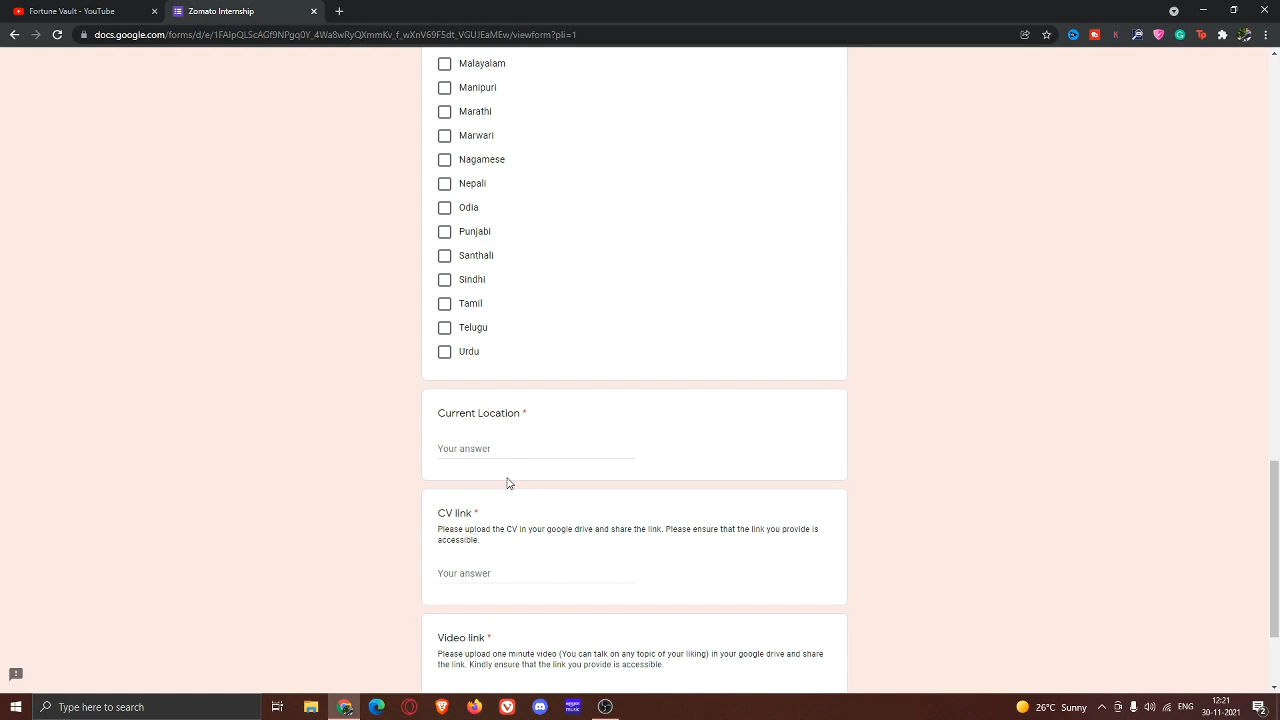 Fortune Vault - YouTube
Zomato Internship
docs.google.com/forms/d/e/1FAIpQLScAGf9NPgq0Y_4Wa8wRyQXmmKv_f_wXnV69F5dt_VGUJEaMEw/viewform?pli=1
Malayalam
Manipuri
Marathi
Marwari
Nagamese
Nepali
Odia
Punjabi
Santhali
Sindhi
Tamil
Telugu
Urdu
Current Location *
Your answer
CV link *
Please upload the CV in your google drive and share the link. Please ensure that the link you provide is
accessible.
Your answer
Video link *
Please upload one minute video (You can talk on any topic of your liking) in your google drive and share
the link. Kindly ensure that the link you provide is accessible.
Type here to search
music
26°C Sunny
ENG
12:21
30-11-2021